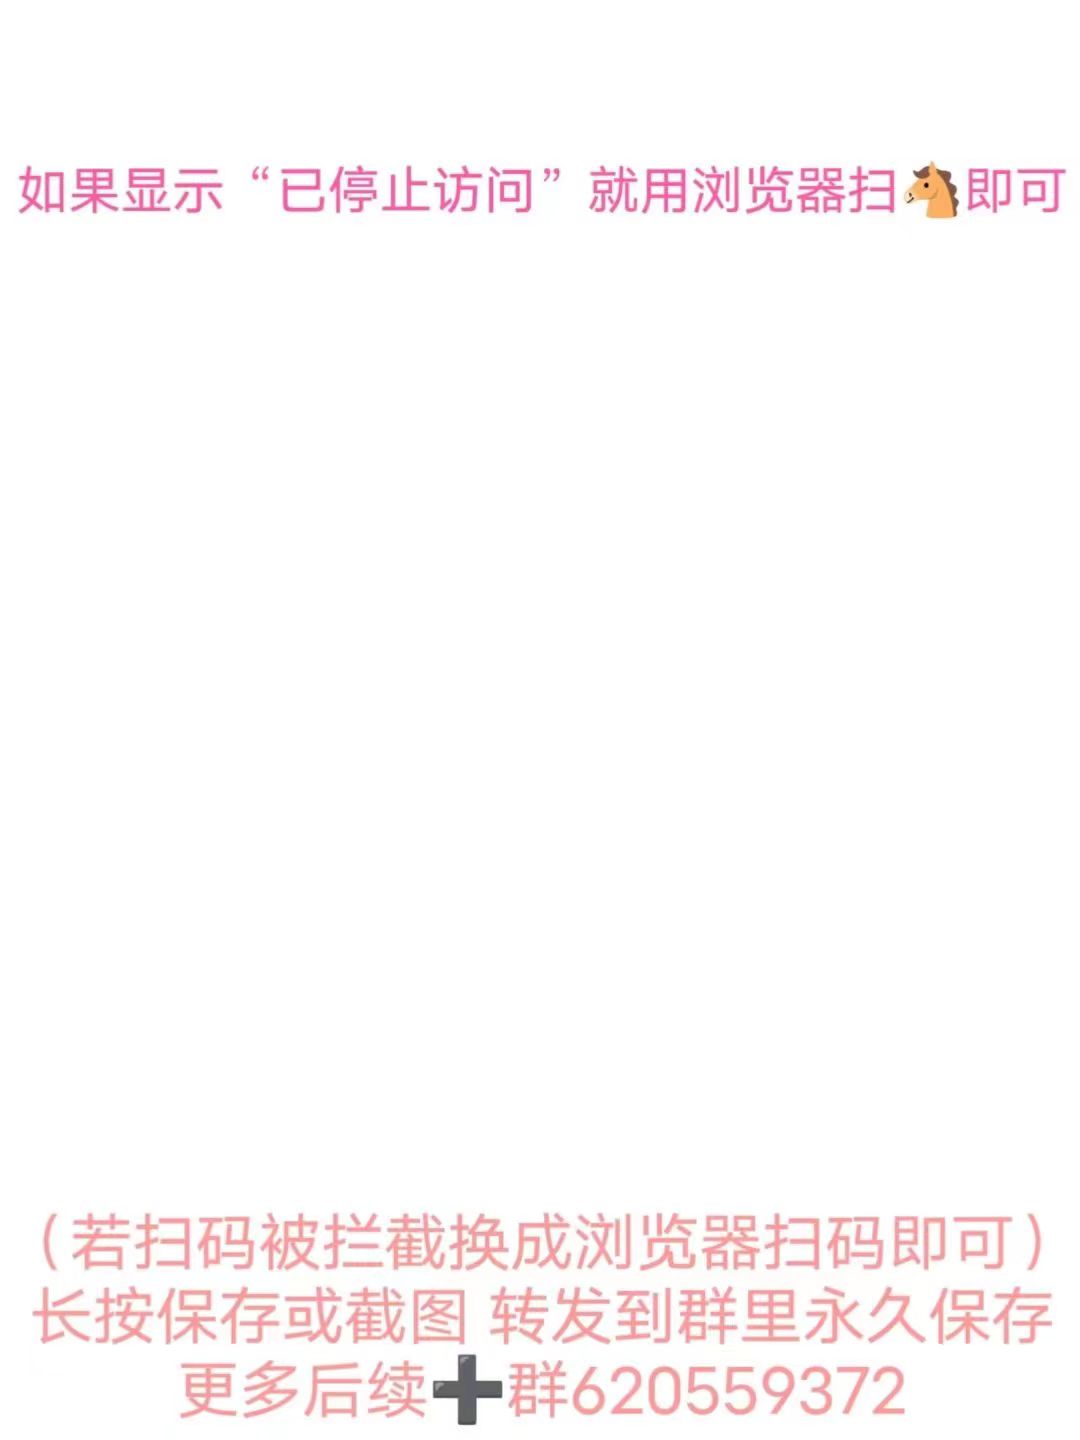 如果显示“已停止访问”就用浏览器扫🐴即可
（若扫码被拦截换成浏览器扫码即可）
长按保存或截图 转发到群里永久保存
更多后续➕群620559372